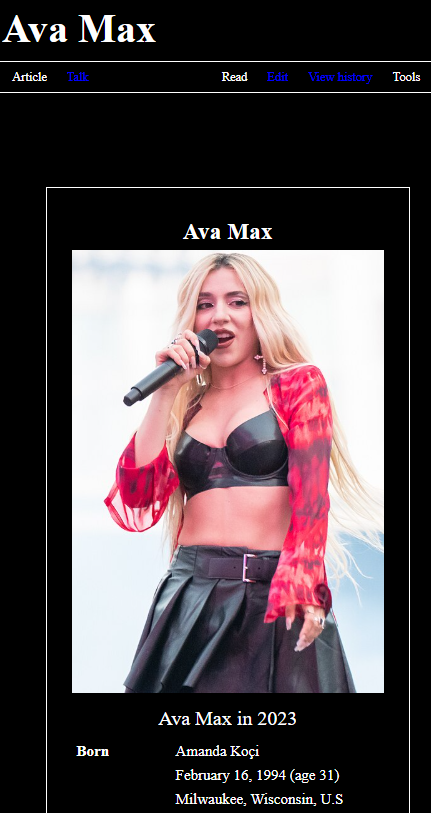 Ava Max
Article Talk Read Edit View history Tools
Ava Max
Ava Max in 2023
Born Amanda Koçi
February 16, 1994 (age 31)
Milwaukee, Wisconsin, U.S